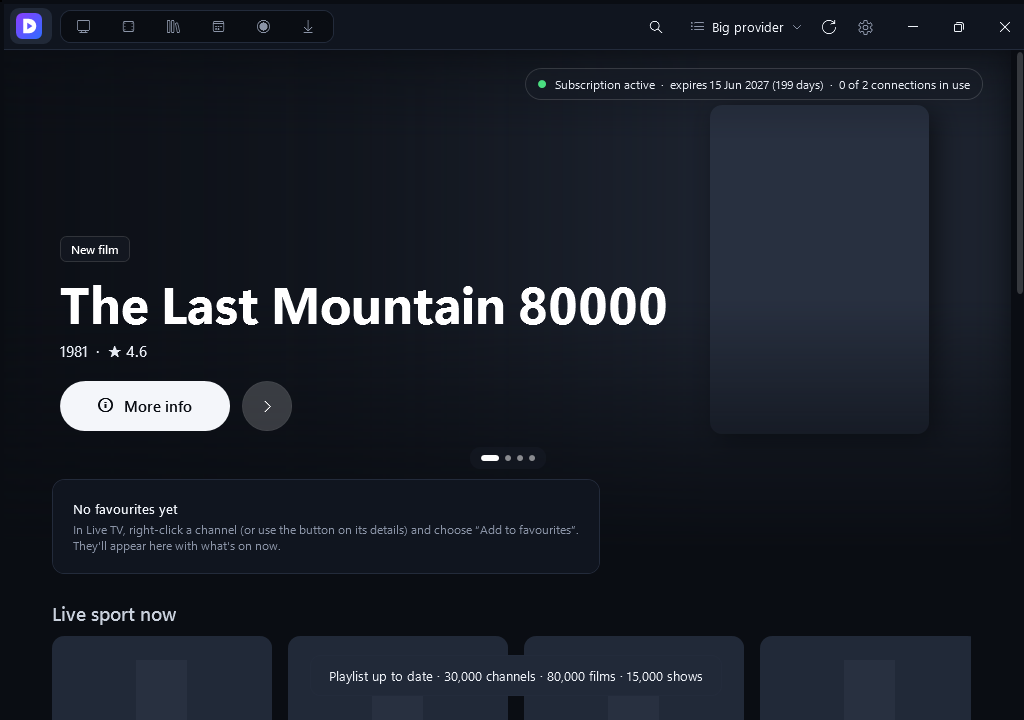 Big provider
Subscription active · expires 15 Jun 2027 (199 days) · 0 of 2 connections in use
New film
The Last Mountain 80000
1981 · ★ 4.6
More info
No favourites yet
In Live TV, right-click a channel (or use the button on its details) and choose “Add to favourites”.
They'll appear here with what's on now.
Live sport now
Playlist up to date · 30,000 channels · 80,000 films · 15,000 shows